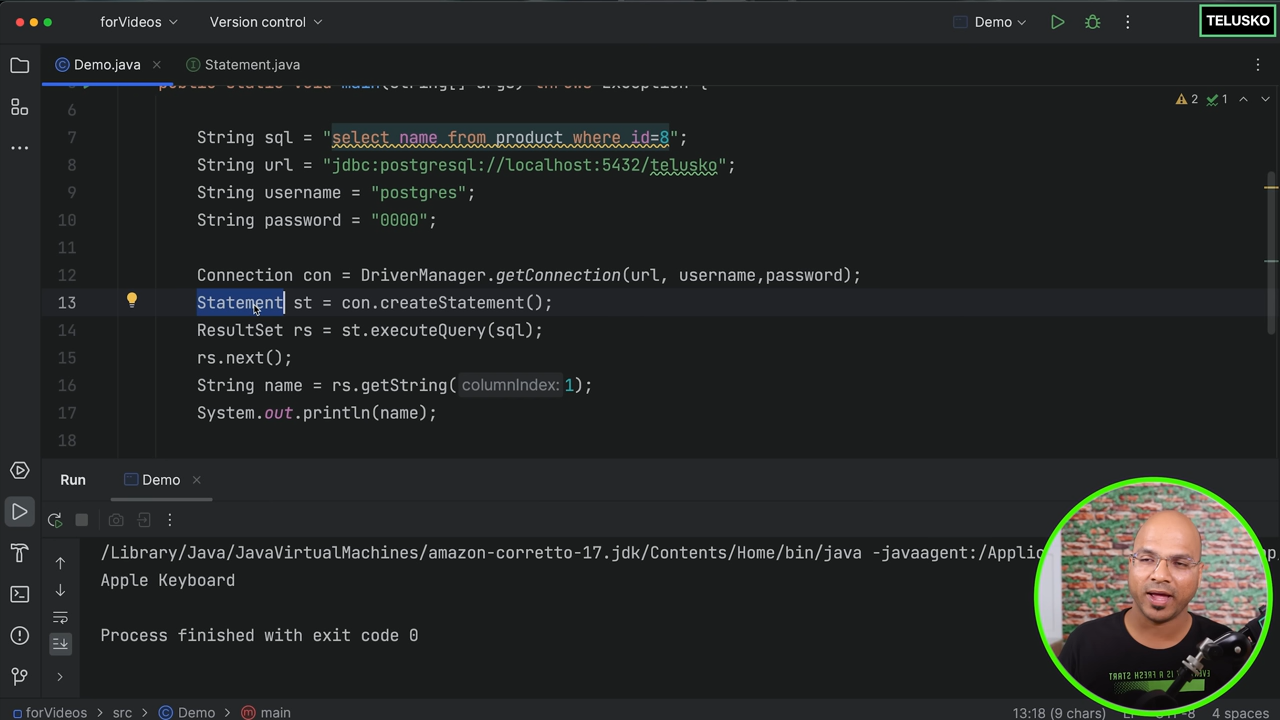 forVideos Version control Demo TELUSKO
Demo.java Statement.java
6
2 1
7 String sql = "select name from product where id=8";
8 String url = "jdbc:postgresql://localhost:5432/telusko";
9 String username = "postgres";
10 String password = "0000";
11
12 Connection con = DriverManager.getConnection(url, username,password);
13 Statement st = con.createStatement();
14 ResultSet rs = st.executeQuery(sql);
15 rs.next();
16 String name = rs.getString( columnIndex: 1);
17 System.out.println(name);
18
Run Demo
/Library/Java/JavaVirtualMachines/amazon-corretto-17.jdk/Contents/Home/bin/java -javaagent:/Applic
Apple Keyboard
Process finished with exit code 0
forVideos > src > Demo > main 13:18 (9 chars) 4 spaces